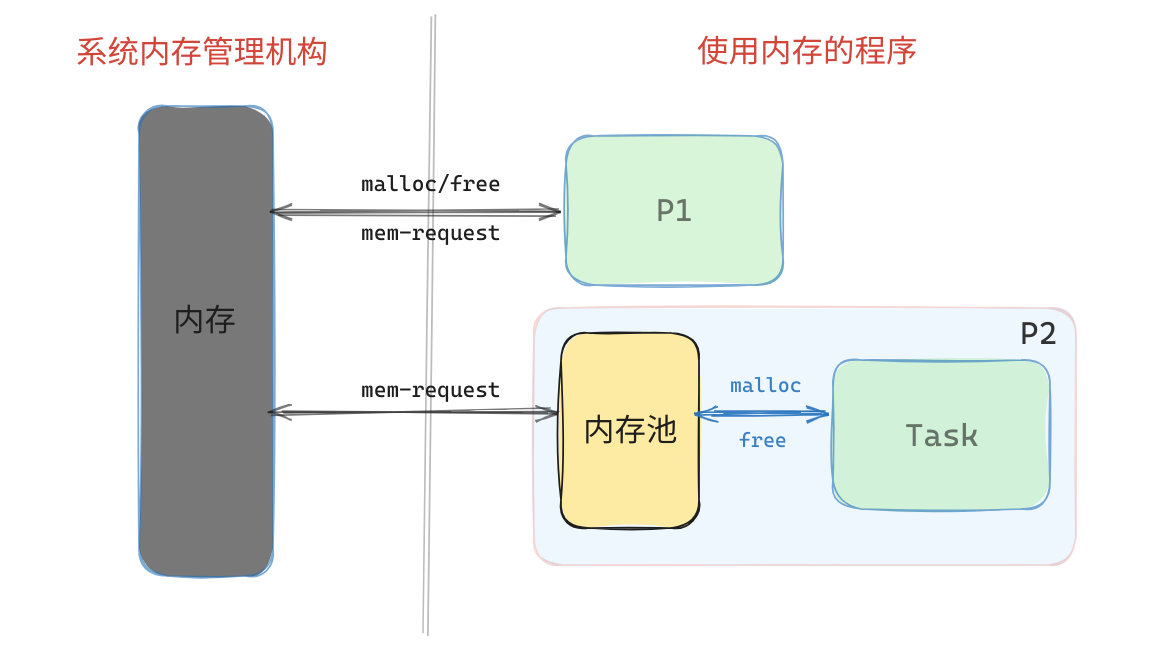 系统内存管理机构
使用内存的程序
malloc/free
P1
mem-request
内存
P2
mem-request
malloc
内存池
free
Task